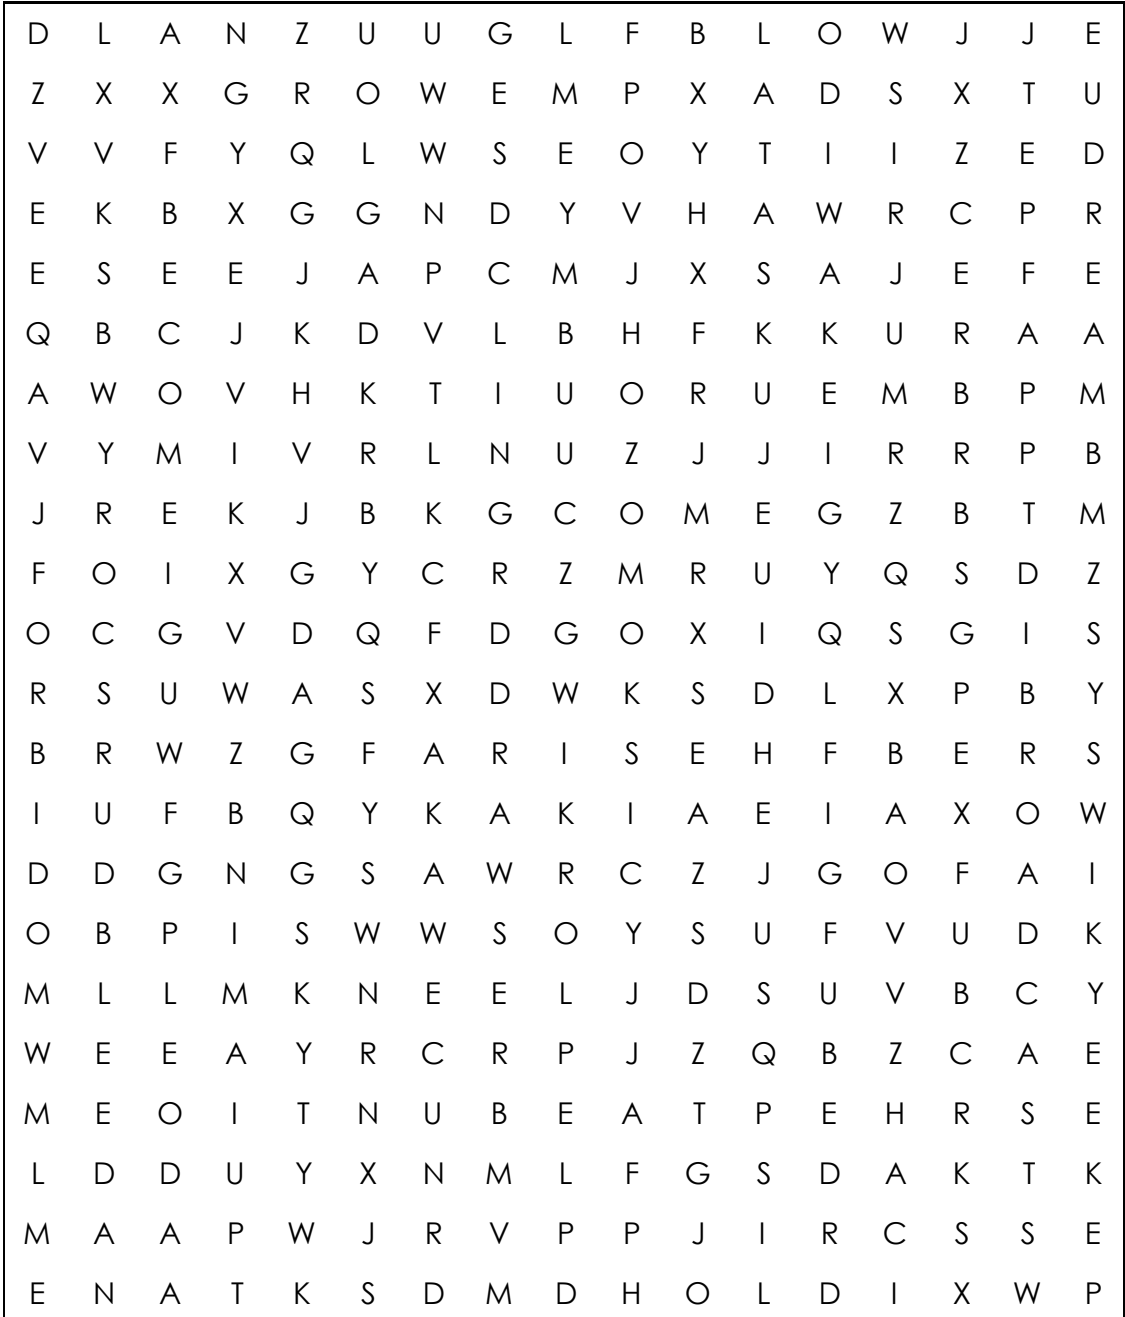 D L A N Z U U G L F B L O W J J E
Z X X G R O W E M P X A D S X T U
V V F Y Q L W S E O Y T I I Z E D
E K B X G G N D Y V H A W R C P R
E S E E J A P C M J X S A J E F E
Q B C J K D V L B H F K K U R A A
A W O V H K T I U O R U E M B P M
V Y M I V R L N U Z J J I R R P B
J R E K J B K G C O M E G Z B T M
F O I X G Y C R Z M R U Y Q S D Z
O C G V D Q F D G O X I Q S G I S
R S U W A S X D W K S D L X P B Y
B R W Z G F A R I S E H F B E R S
I U F B Q Y K A K I A E I A X O W
D D G N G S A W R C Z J G O F A I
O B P I S W W S O Y S U F V U D K
M L L M K N E E L J D S U V B C Y
W E E A Y R C R P J Z Q B Z C A E
M E O I T N U B E A T P E H R S E
L D D U Y X N M L F G S D A K T K
M A A P W J R V P P J I R C S S E
E N A T K S D M D H O L D I X W P